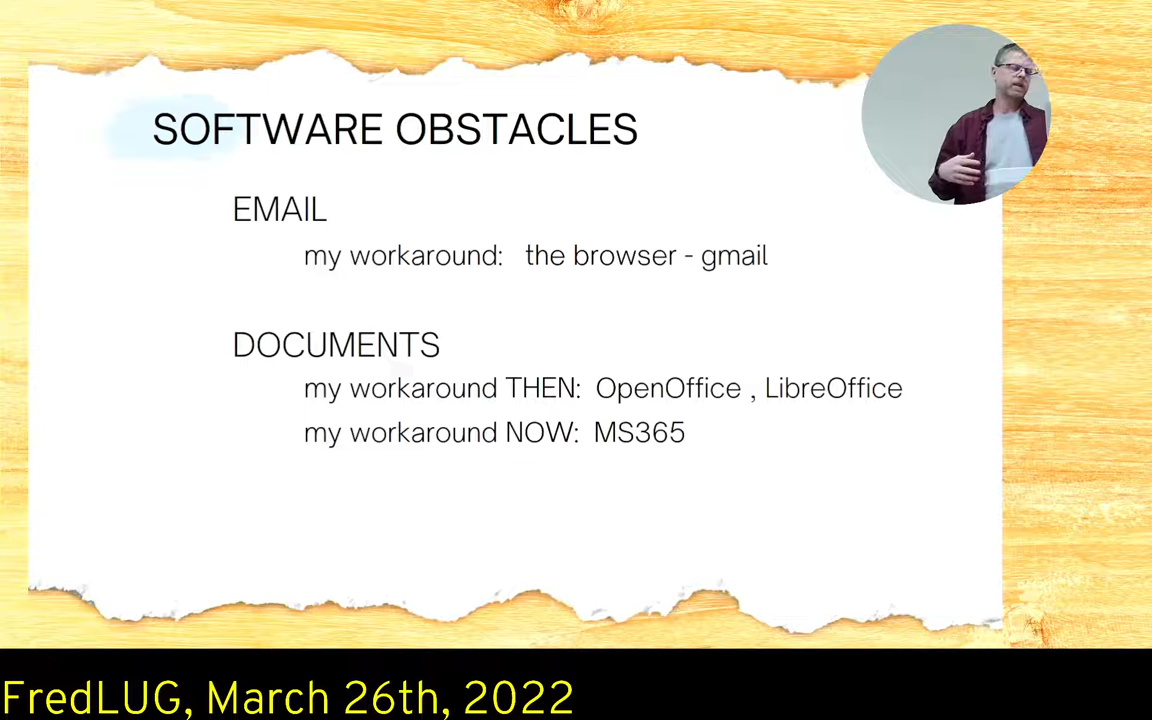 SOFTWARE OBSTACLES
EMAIL
my workaround: the browser - gmail
DOCUMENTS
my workaround THEN: OpenOffice , LibreOffice
my workaround NOW: MS365
FredLUG, March 26th, 2022